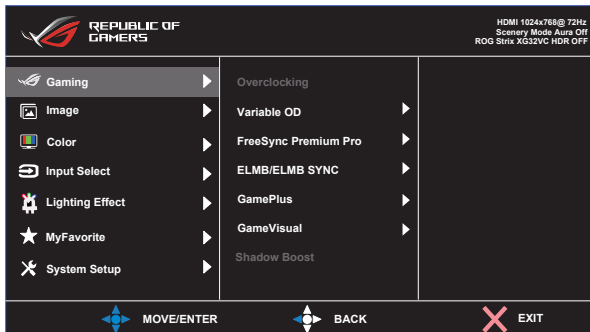 REPUBLIC OF
GAMERS
HDMI 1024x768@ 72Hz
Scenery Mode Aura Off
ROG Strix XG32VC HDR OFF
Gaming
Image
Color
Input Select
Lighting Effect
MyFavorite
System Setup
Overclocking
Variable OD
FreeSync Premium Pro
ELMB/ELMB SYNC
GamePlus
GameVisual
Shadow Boost
MOVE/ENTER
BACK
EXIT